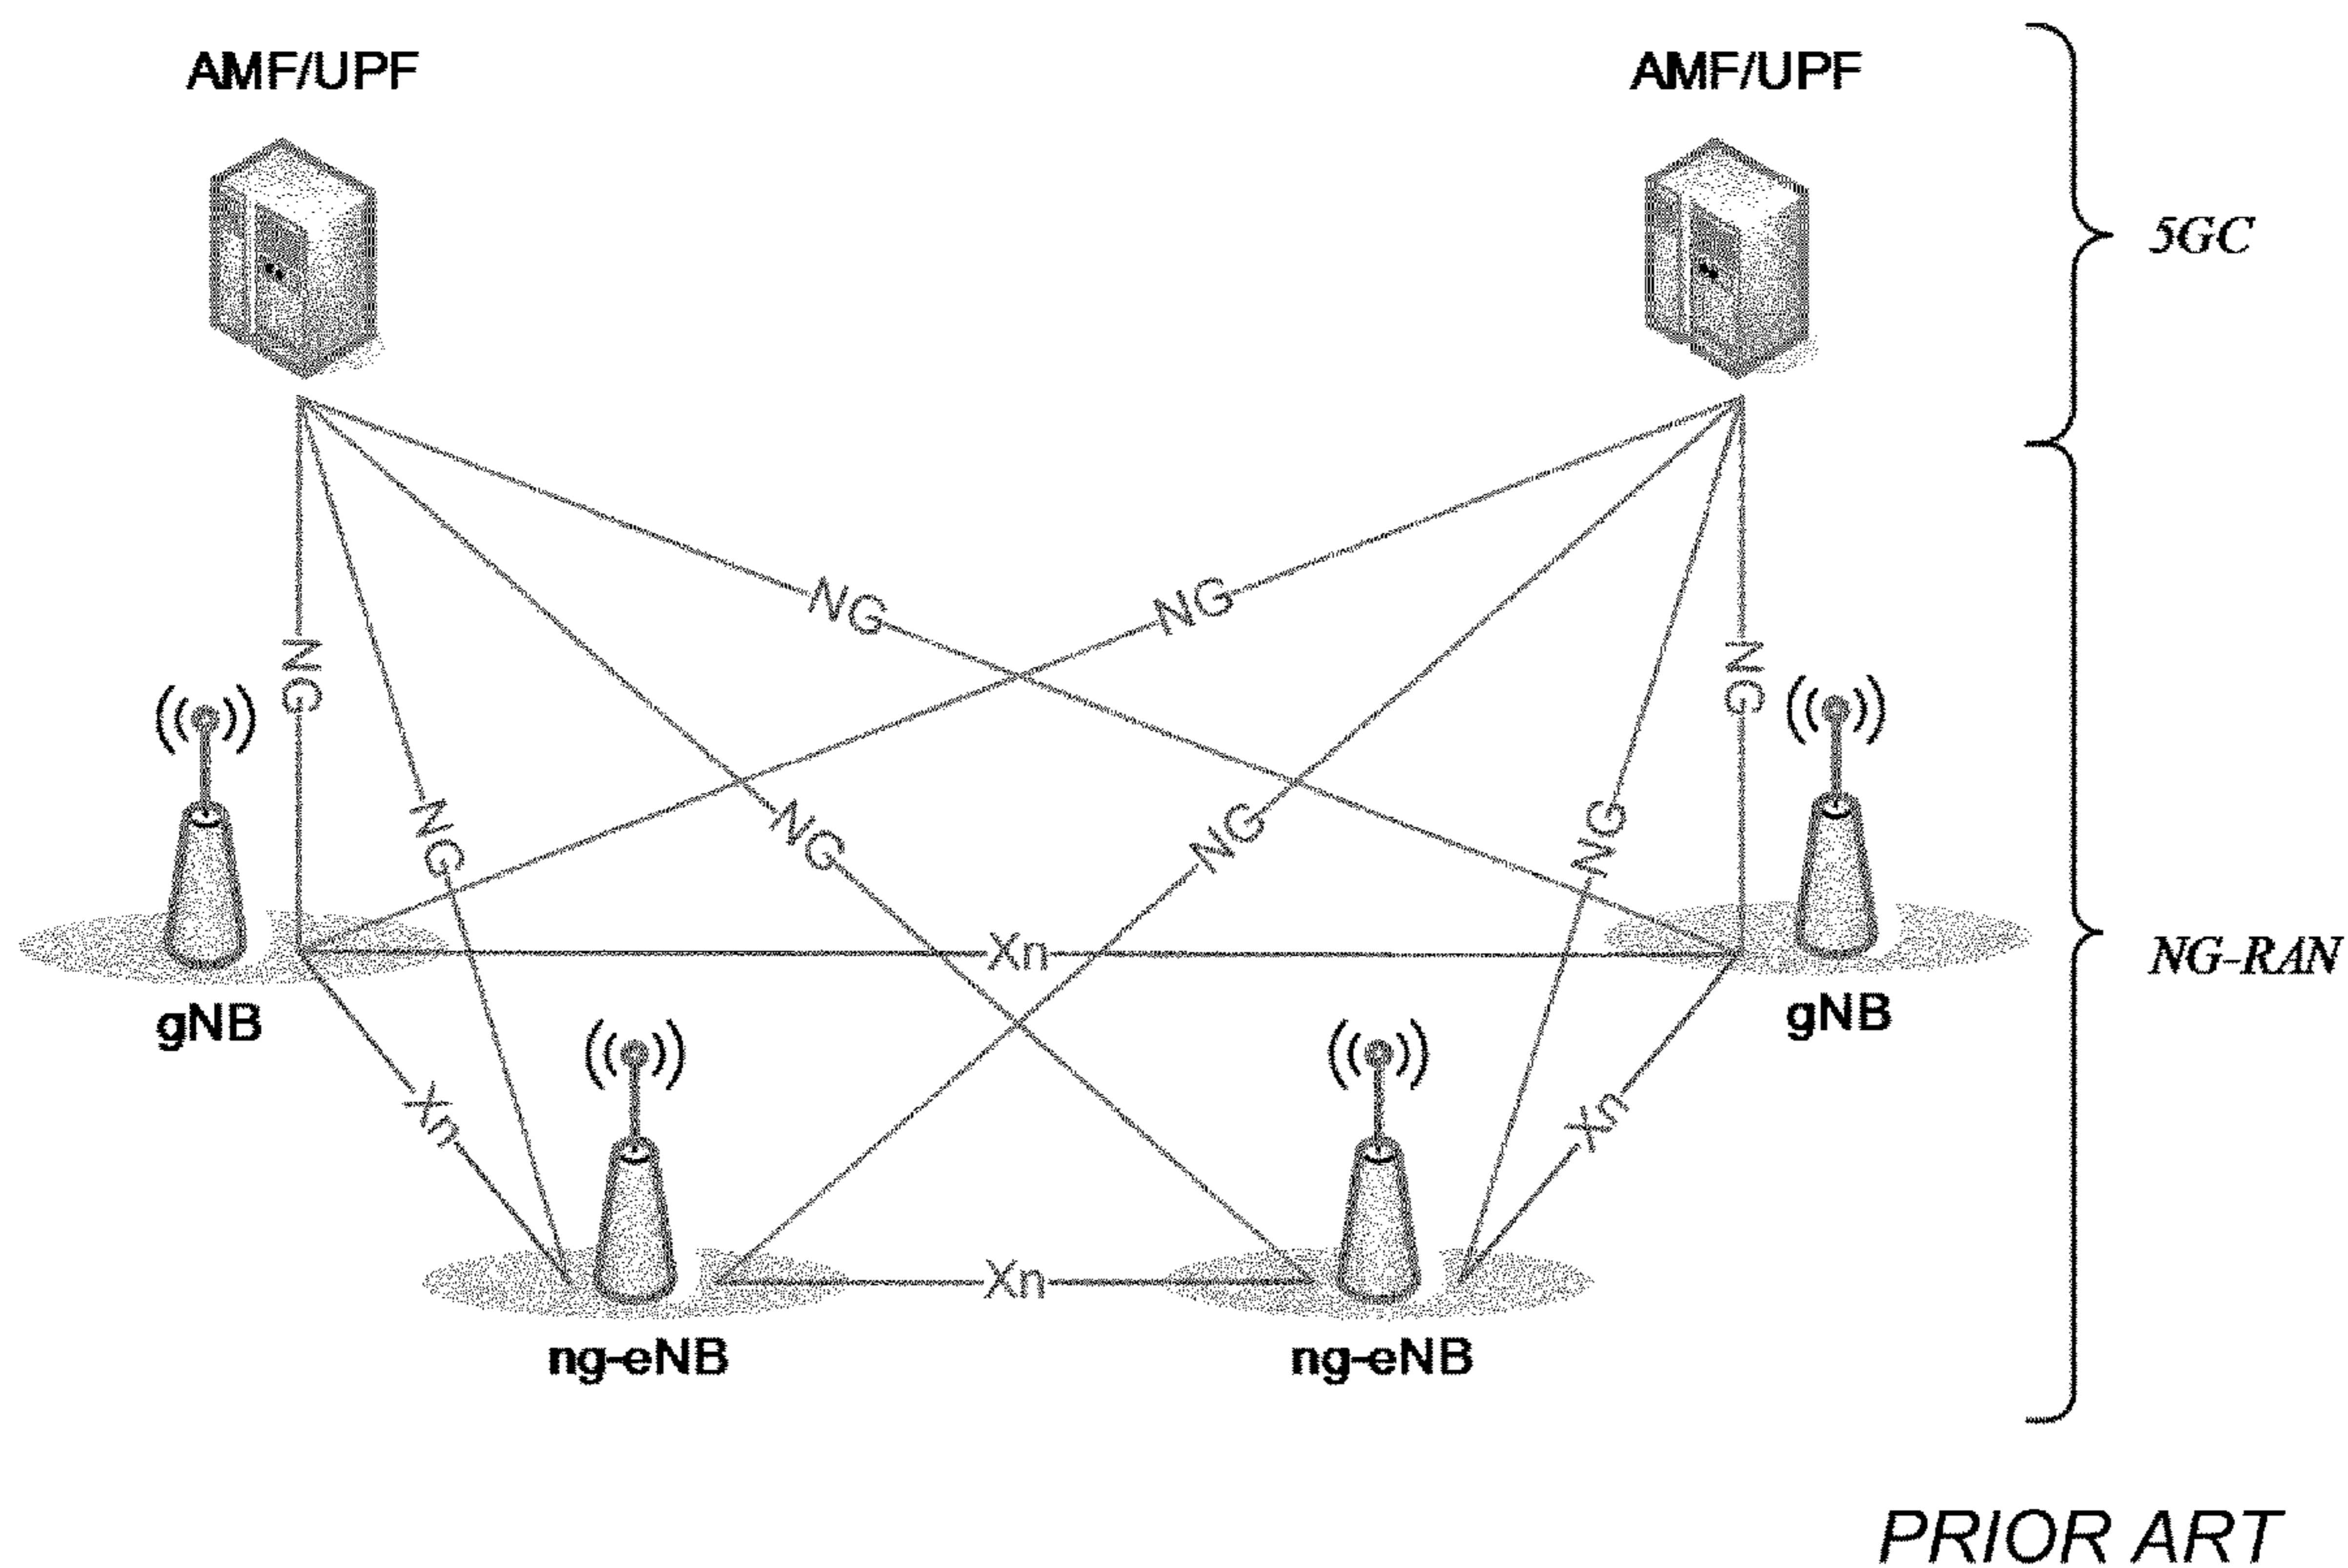 AMF/UPF
AMF/UPF
5GC
NG
NG
NG
NG
NG
NG
NG
NG
Xn
NG-RAN
gNB
gNB
Xn
Xn
Xn
ng-eNB
ng-eNB
PRIOR ART